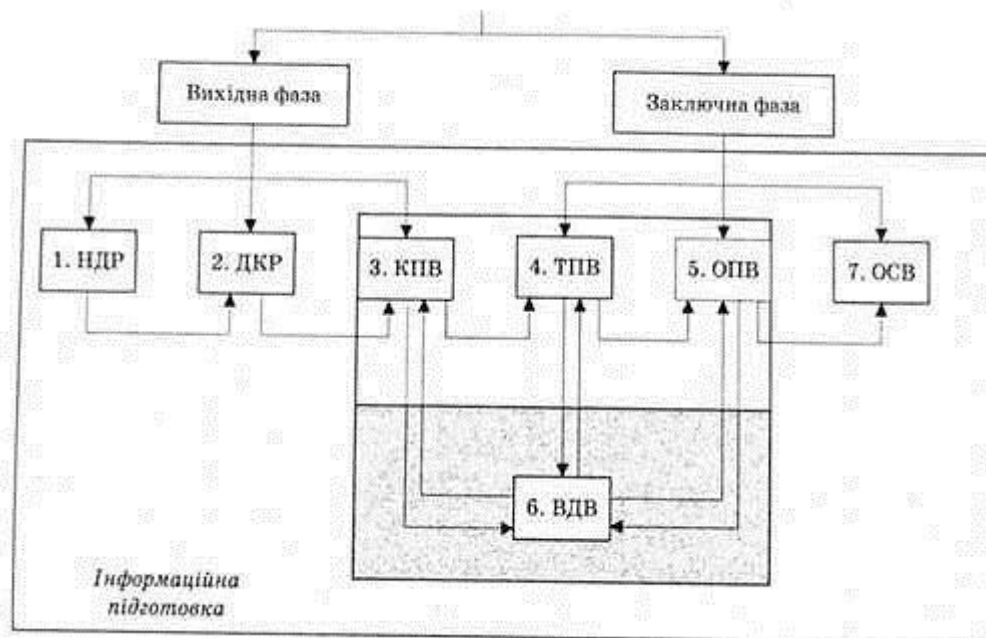 Вихідна фаза
Заключна фаза
1. НДР
2. ДКР
3. КПВ
4. ТПВ
5. ОПВ
7. ОСВ
6. ВДВ
Інформаційна
підготовка